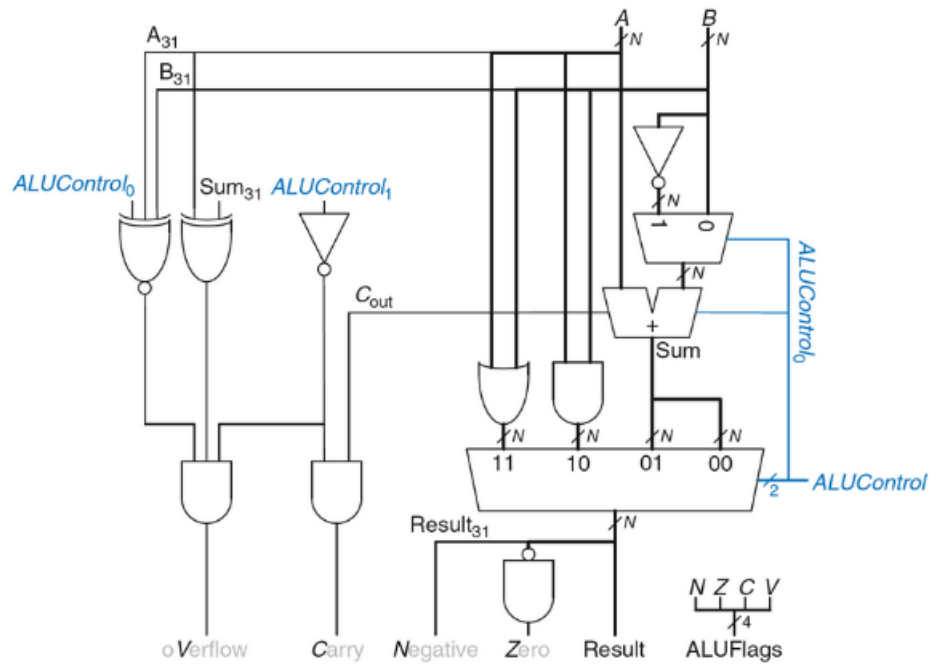 A B
A31 N N
B31
ALUControl0 Sum31 ALUControl1
N 1 0
N
ALUControl0
Cout
+
Sum
N N N N
11 10 01 00
2 ALUControl
N
Result31
N Z C V
4
oVerflow Carry Negative Zero Result ALUFlags